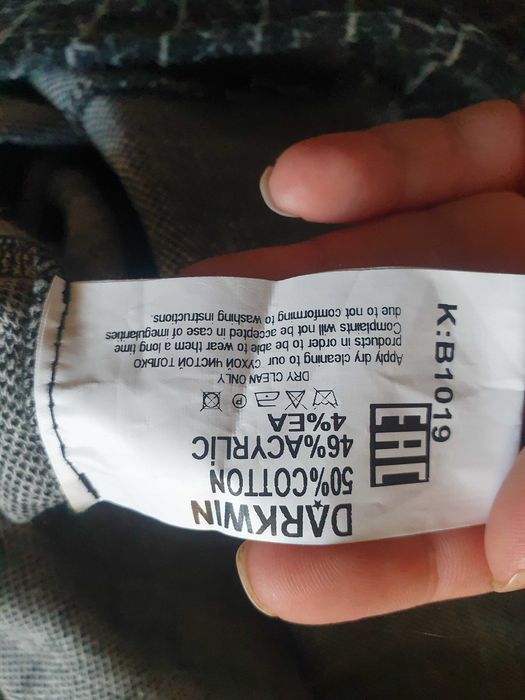 DARKWIN
50%COTTON
46%ACYRLİC
4%EA
DRY CLEAN ONLY
Apply dry cleaning to our СУХОЙ ЧИСТОЙ ТОЛЬКО
products in order to be able to wear them a long time
Complaints will not be accepted in case of irregularities
due to not conforming to washing instructions.
EAC
K:B1019